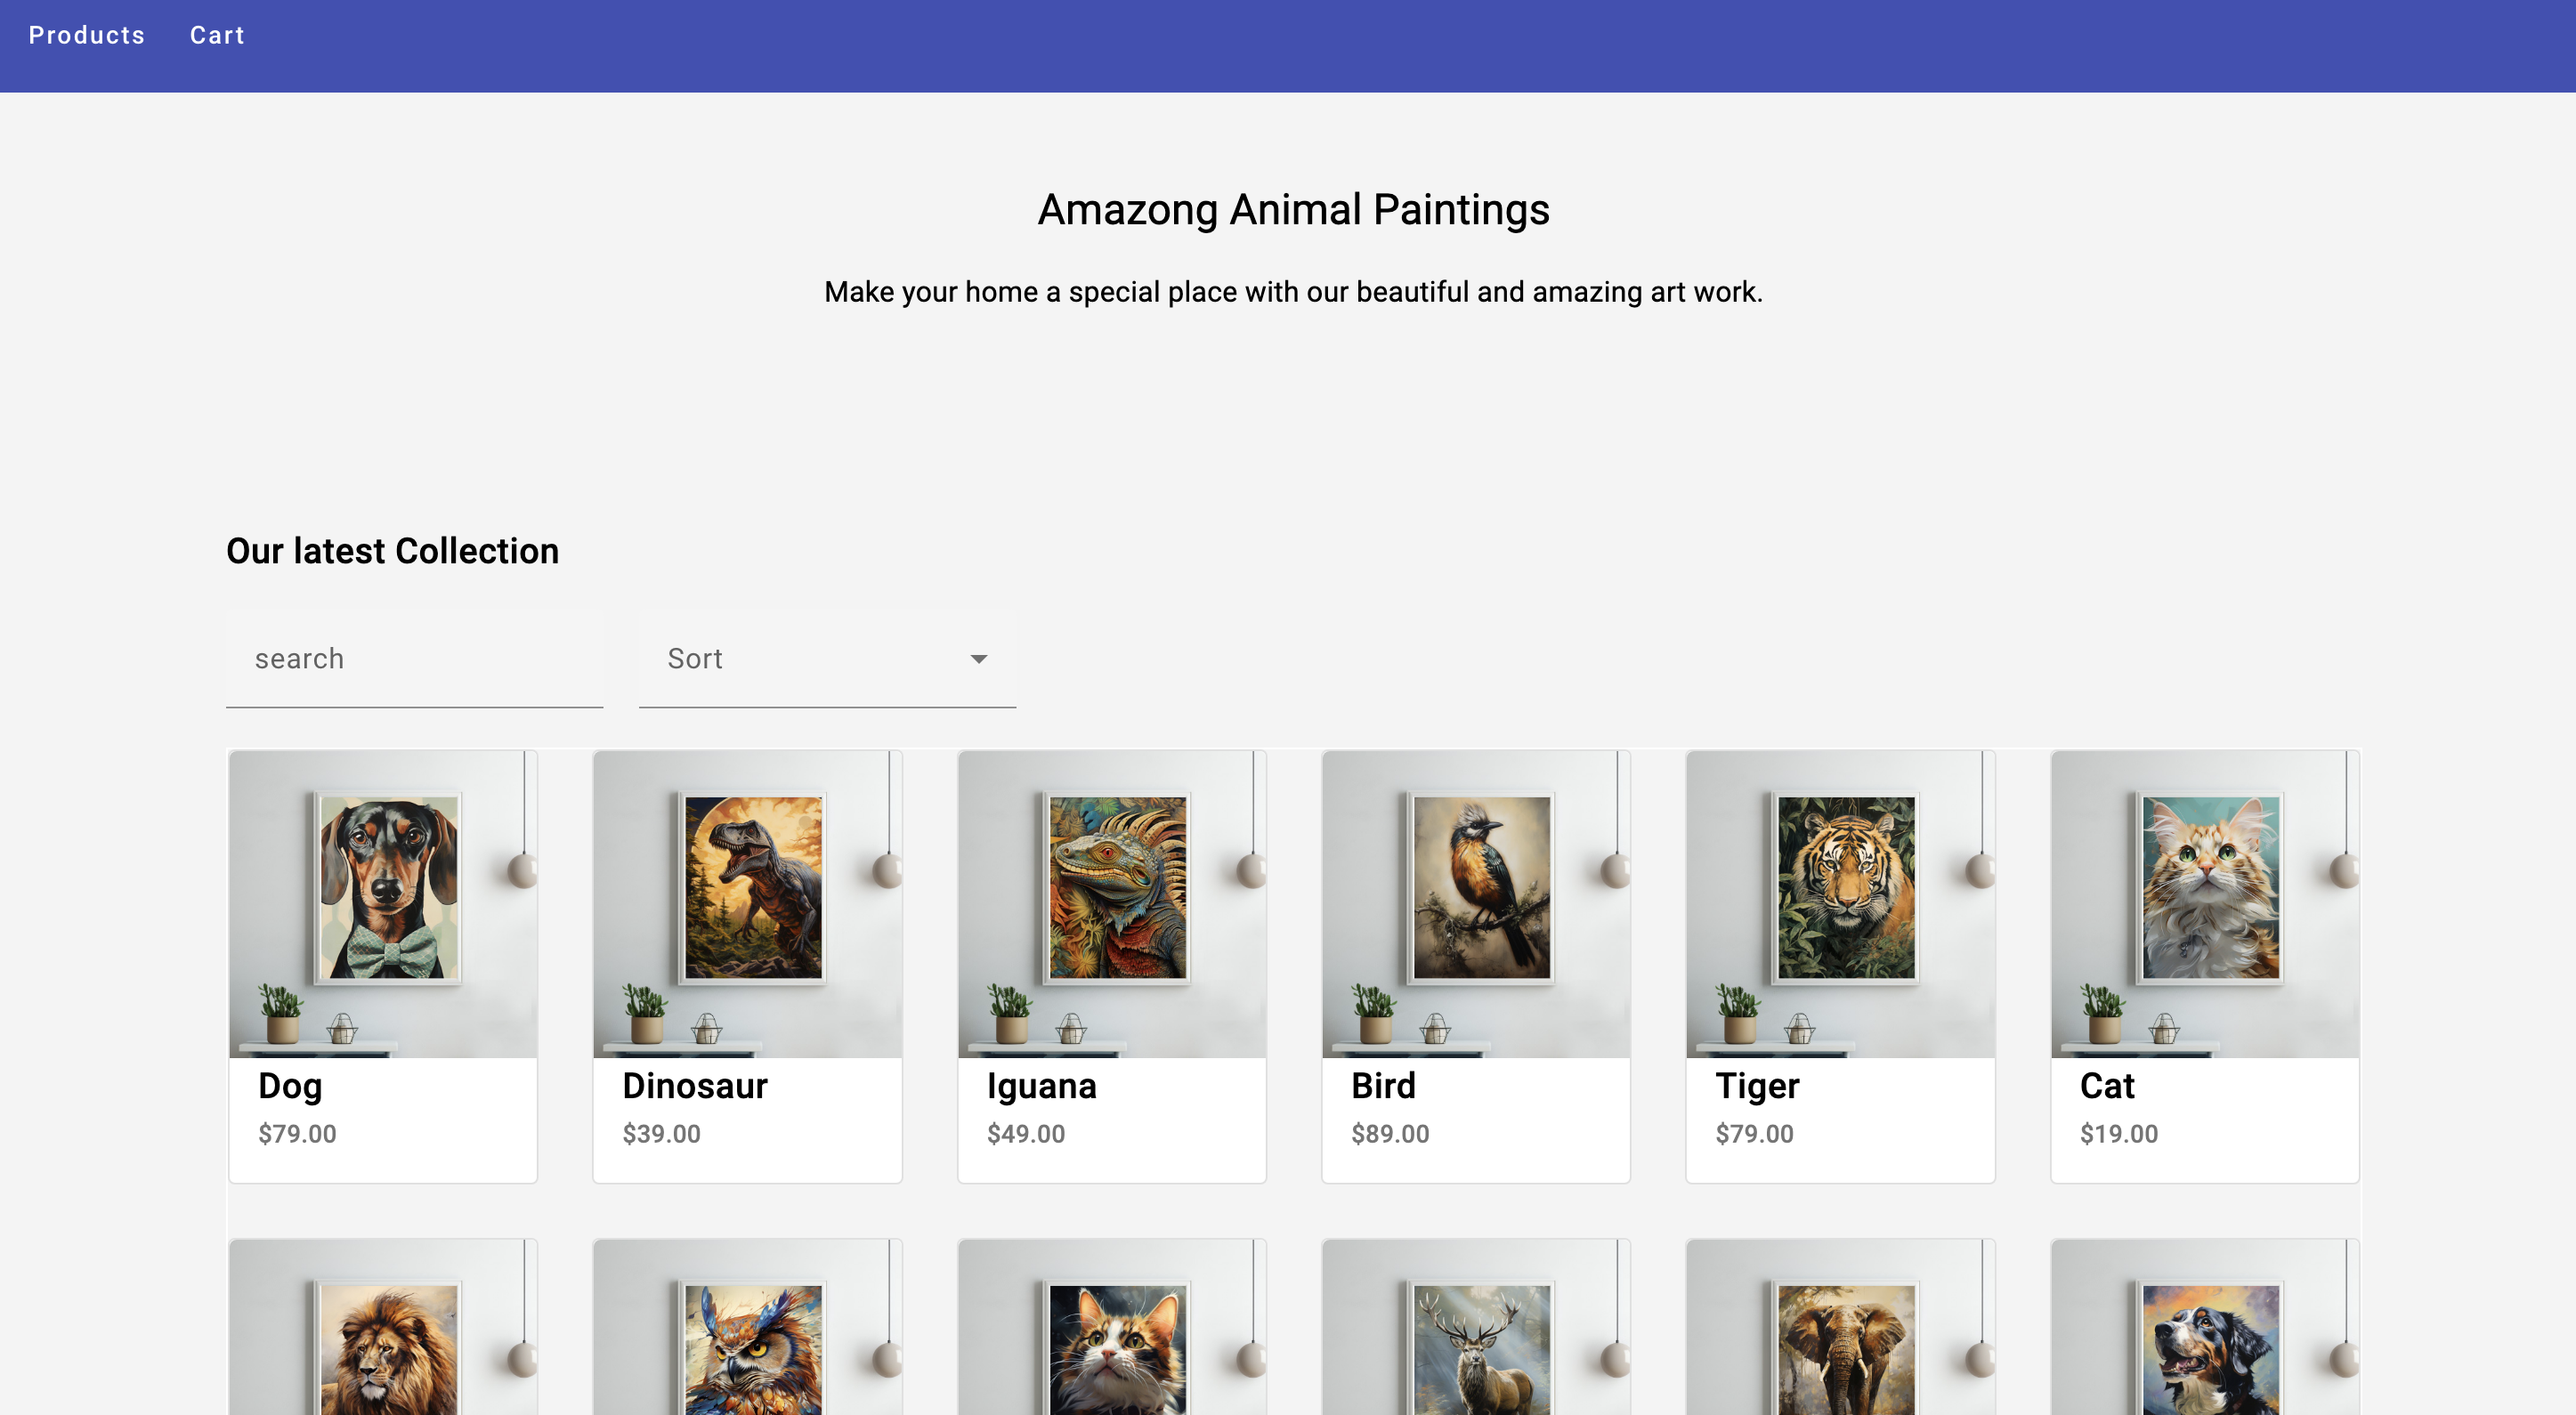 Products Cart
Amazong Animal Paintings
Make your home a special place with our beautiful and amazing art work.
Our latest Collection
search Sort
Dog Dinosaur Iguana Bird Tiger Cat
$79.00 $39.00 $49.00 $89.00 $79.00 $19.00